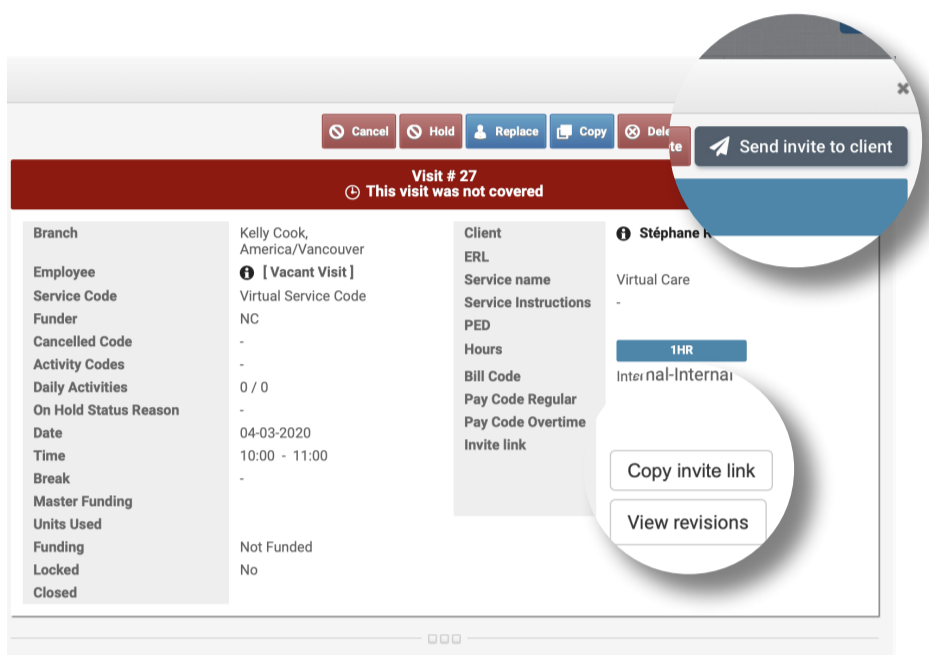 Cancel Hold Replace Copy
Send invite to client
Visit # 27
This visit was not covered
Branch Kelly Cook,
America/Vancouver
Employee [ Vacant Visit ]
Service Code Virtual Service Code
Funder NC
Cancelled Code -
Activity Codes -
Daily Activities 0 / 0
On Hold Status Reason -
Date 04-03-2020
Time 10:00 - 11:00
Break -
Master Funding
Units Used
Funding Not Funded
Locked No
Closed
Client Stéphane
ERL
Service name Virtual Care
Service Instructions -
PED
Hours 1HR
Bill Code Internal-Internal
Pay Code Regular
Pay Code Overtime
Invite link
Copy invite link
View revisions